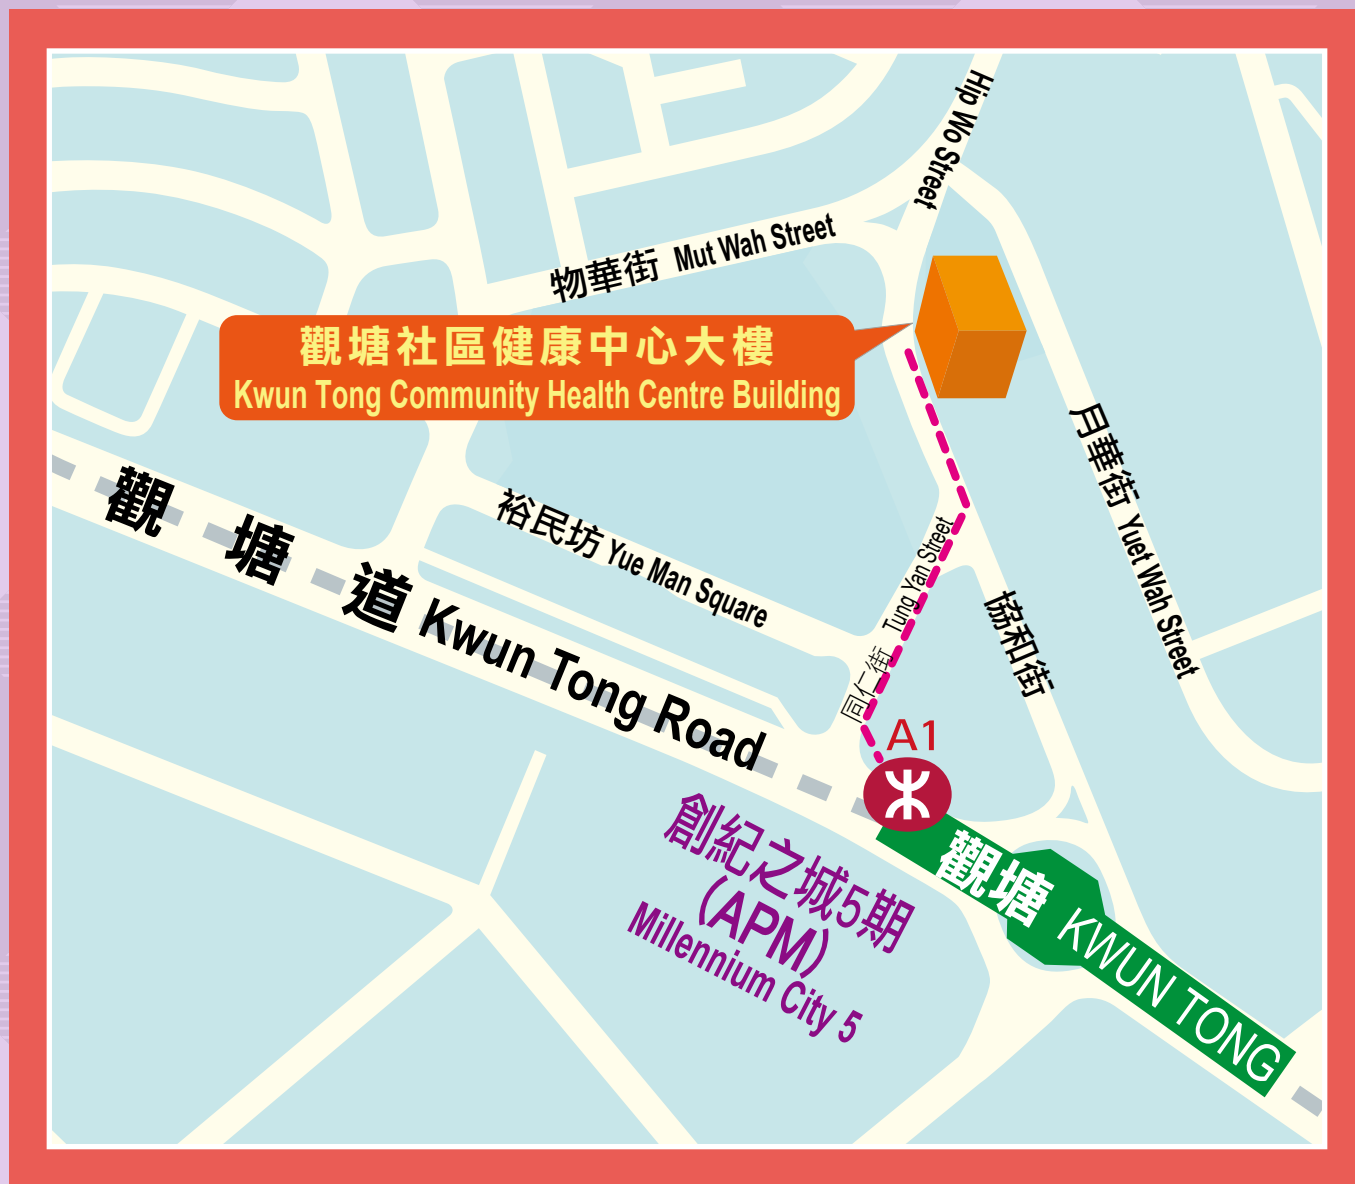 Hip Wo Street
物華街 Mut Wah Street
觀塘社區健康中心大樓
Kwun Tong Community Health Centre Building
月華街 Yuet Wah Street
裕民坊 Yue Man Square
觀塘道 Kwun Tong Road
同仁街 Tung Yan Street
協和街
A1
創紀之城5期
(APM)
Millennium City 5
觀塘 KWUN TONG